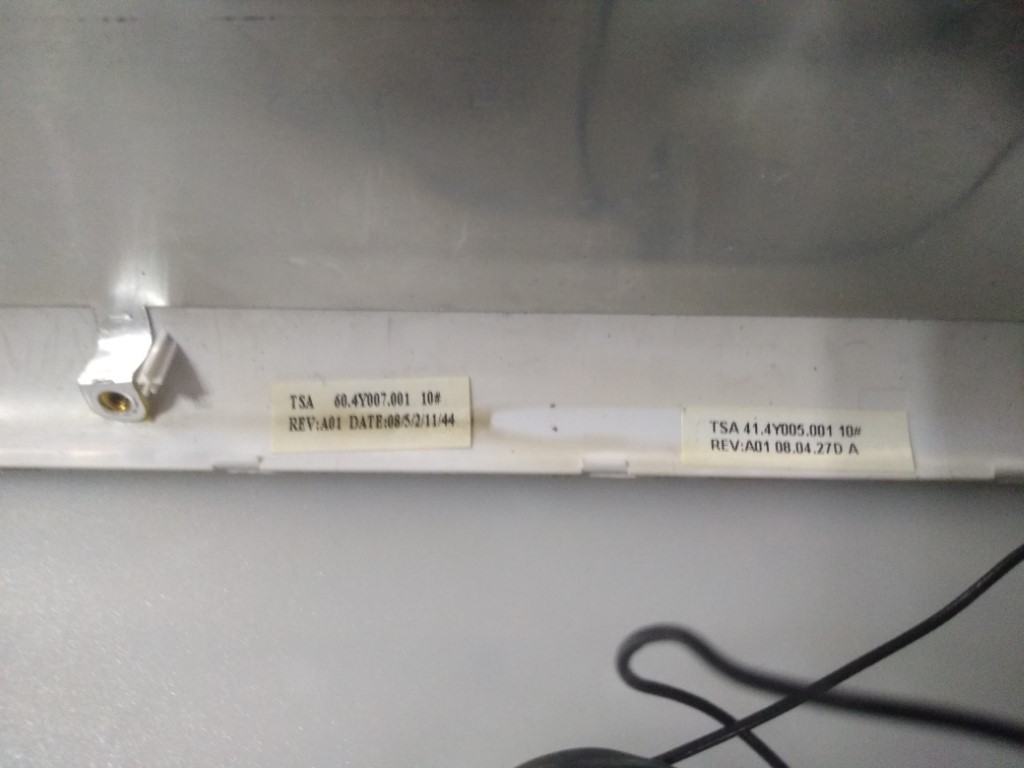 TSA 60.4Y007.001 10#
REV:A01 DATE:08/5/2/11/44
TSA 41.4Y005.001 10#
REV:A01 08.04.27D A